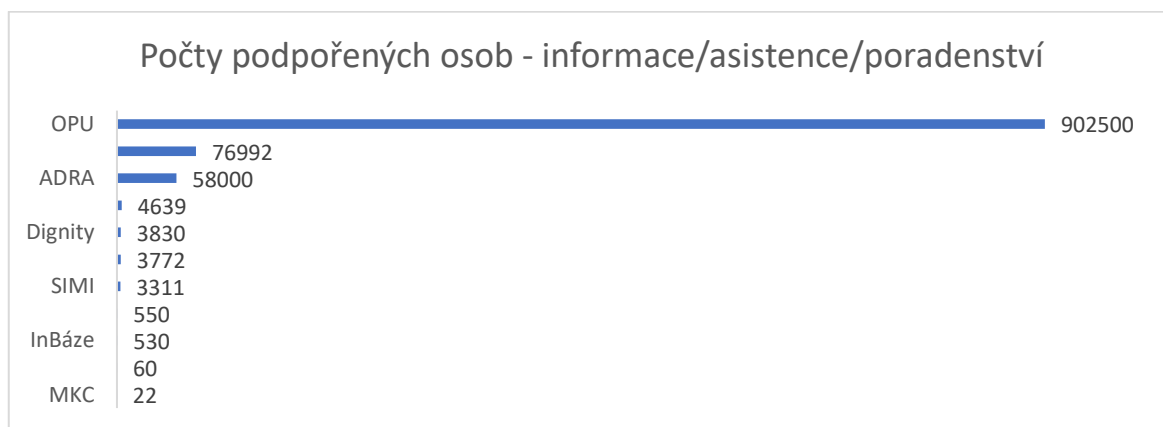 Počty podpořených osob - informace/asistence/poradenství
OPU 902500
76992
ADRA 58000
4639
Dignity 3830
3772
SIMI 3311
550
InBáze 530
60
MKC 22